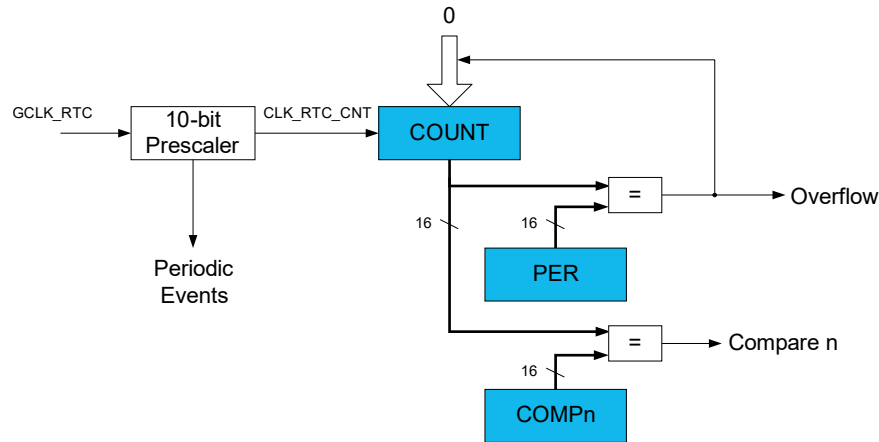 0
GCLK_RTC
10-bit
Prescaler
CLK_RTC_CNT
COUNT
=
Overflow
16
16
PER
Periodic
Events
=
Compare n
16
COMPn